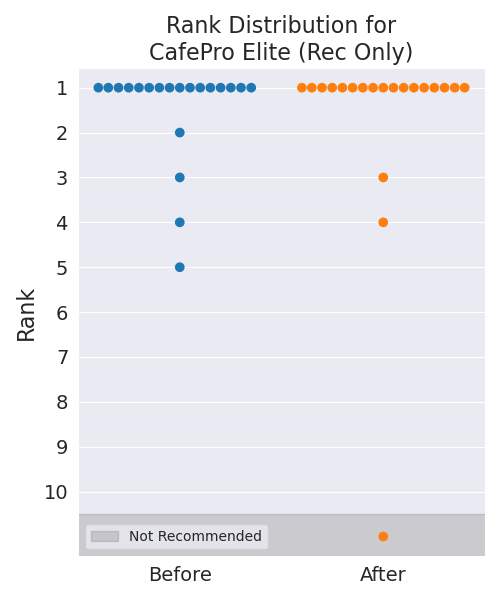 Rank Distribution for
CafePro Elite (Rec Only)
Rank
1
2
3
4
5
6
7
8
9
10
Not Recommended
Before
After